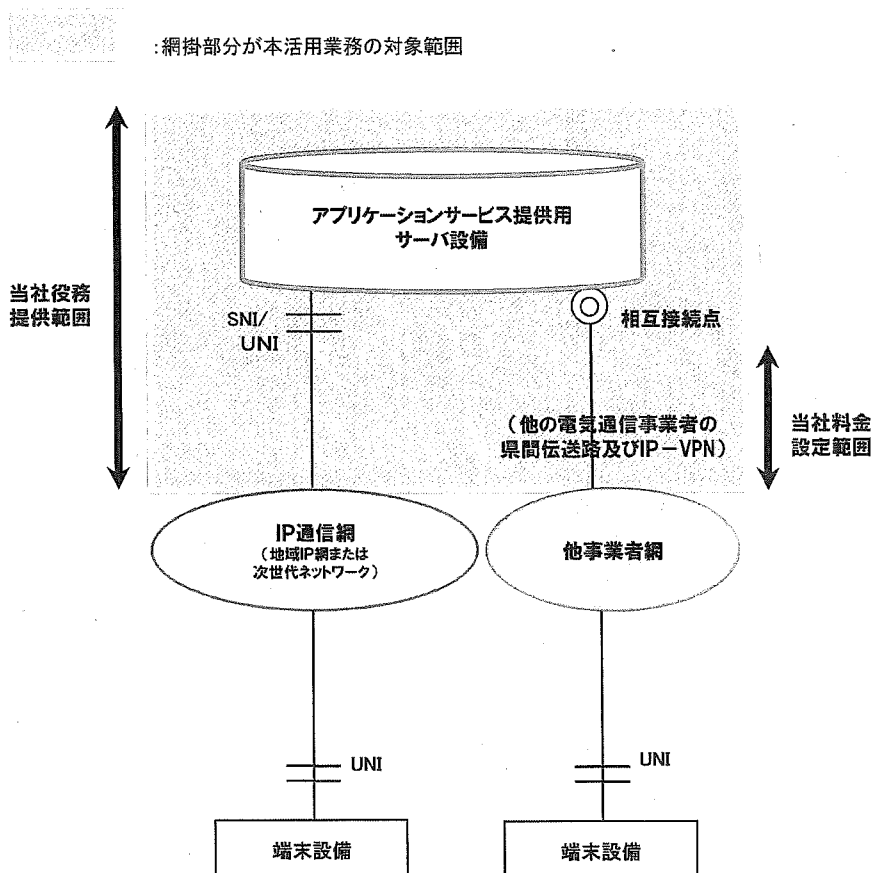 :網掛部分が本活用業務の対象範囲
アプリケーションサービス提供用
サーバ設備
当社役務
提供範囲
SNI/
UNI
相互接続点
(他の電気通信事業者の
県間伝送路及びIP-VPN)
当社料金
設定範囲
IP通信網
(地域IP網または
次世代ネットワーク)
他事業者網
UNI
UNI
端末設備
端末設備